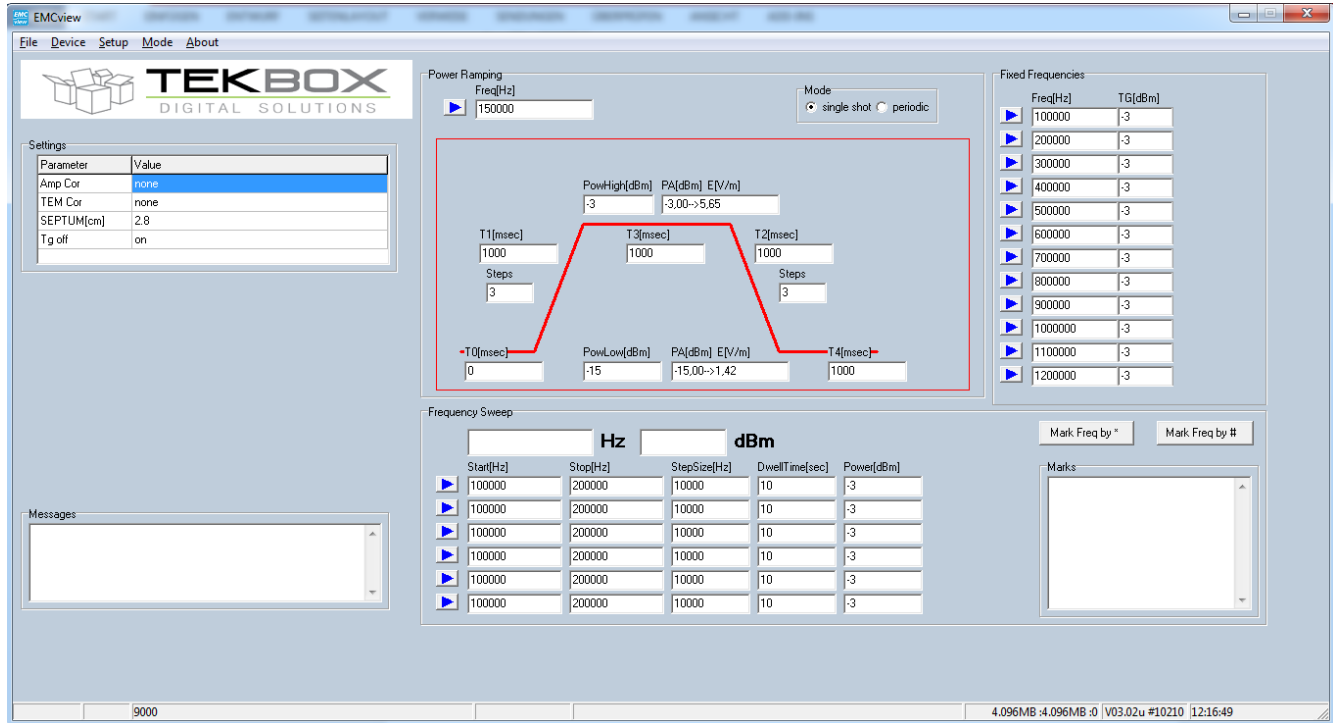 EMCview
File Device Setup Mode About
TEKBOX
DIGITAL SOLUTIONS
Settings
Parameter Value
Amp Cor none
TEM Cor none
SEPTUM[cm] 2.8
Tg off on
Messages
Power Ramping
Freq[Hz]
150000
Mode
single shot periodic
PowHigh[dBm] PA[dBm] E[V/m]
-3 -3,00-->5,65
T1[msec] T3[msec] T2[msec]
1000 1000 1000
Steps Steps
3 3
T0[msec] PowLow[dBm] PA[dBm] E[V/m] T4[msec]
0 -15 -15,00-->1,42 1000
Fixed Frequencies
Freq[Hz] TG[dBm]
100000 -3
200000 -3
300000 -3
400000 -3
500000 -3
600000 -3
700000 -3
800000 -3
900000 -3
1000000 -3
1100000 -3
1200000 -3
Frequency Sweep
Hz dBm
Start[Hz] Stop[Hz] StepSize[Hz] DwellTime[sec] Power[dBm]
100000 200000 10000 10 -3
100000 200000 10000 10 -3
100000 200000 10000 10 -3
100000 200000 10000 10 -3
100000 200000 10000 10 -3
100000 200000 10000 10 -3
Mark Freq by * Mark Freq by #
Marks
9000 4.096MB :4.096MB :0 V03.02u #10210 12:16:49